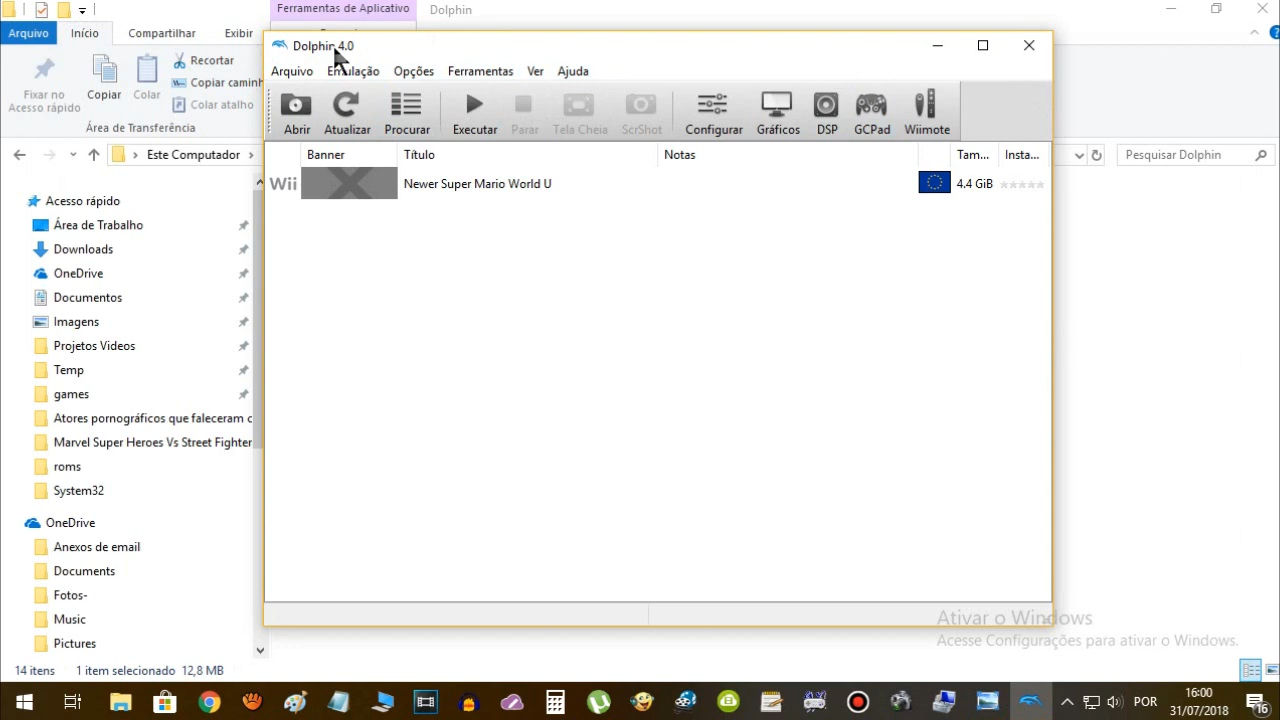 Ferramentas de Aplicativo
Dolphin
Arquivo
Início
Compartilhar
Exibir
Fixar no
Acesso rápido
Copiar
Colar
Recortar
Copiar caminh
Colar atalho
Área de Transferência
Este Computador
Pesquisar Dolphin
Dolphin 4.0
Arquivo
Emulação
Opções
Ferramentas
Ver
Ajuda
Abrir
Atualizar
Procurar
Executar
Parar
Tela Cheia
ScrShot
Configurar
Gráficos
DSP
GCPad
Wiimote
Banner
Título
Notas
Tam...
Insta...
Wii
Newer Super Mario World U
4.4 GiB
Acesso rápido
Área de Trabalho
Downloads
OneDrive
Documentos
Imagens
Projetos Videos
Temp
games
Atores pornográficos que faleceram c
Marvel Super Heroes Vs Street Fighter
roms
System32
OneDrive
Anexos de email
Documents
Fotos-
Music
Pictures
Ativar o Windows
Acesse Configurações para ativar o Windows.
14 itens
1 item selecionado 12,8 MB
POR
16:00
31/07/2018
16